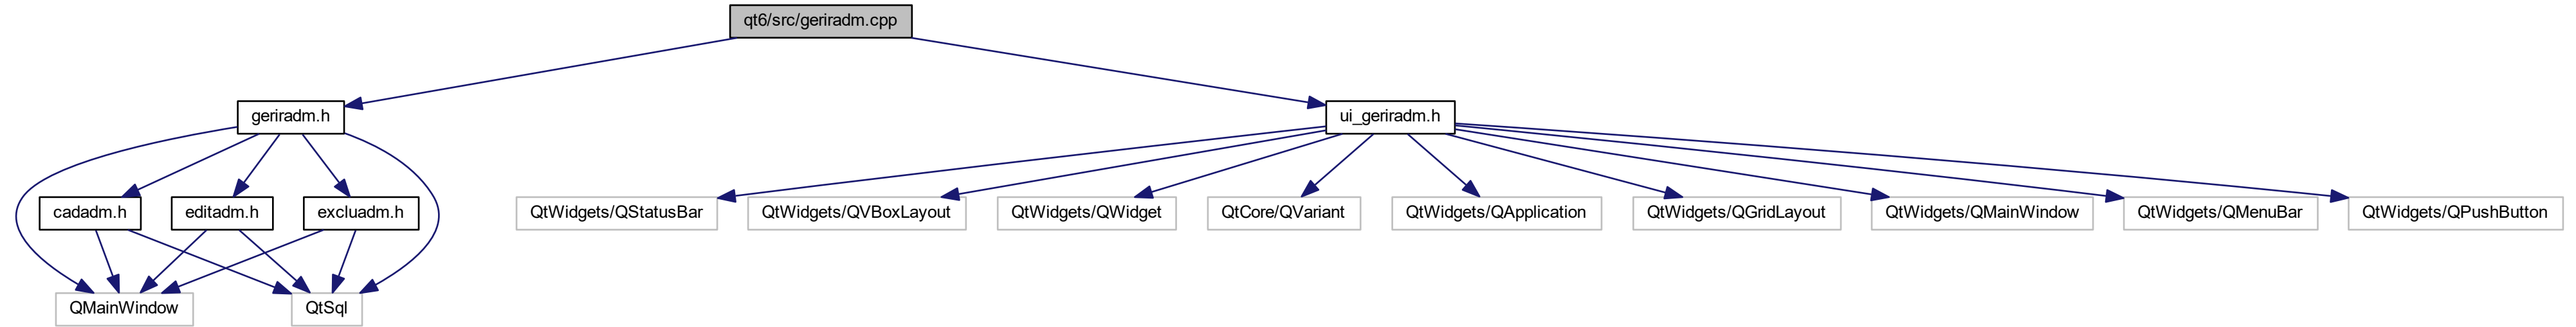 qt6/src/geriradm.cpp
geriradm.h
ui_geriradm.h
cadadm.h
editadm.h
excluadm.h
QtWidgets/QStatusBar
QtWidgets/QVBoxLayout
QtWidgets/QWidget
QtCore/QVariant
QtWidgets/QApplication
QtWidgets/QGridLayout
QtWidgets/QMainWindow
QtWidgets/QMenuBar
QtWidgets/QPushButton
QMainWindow
QtSql